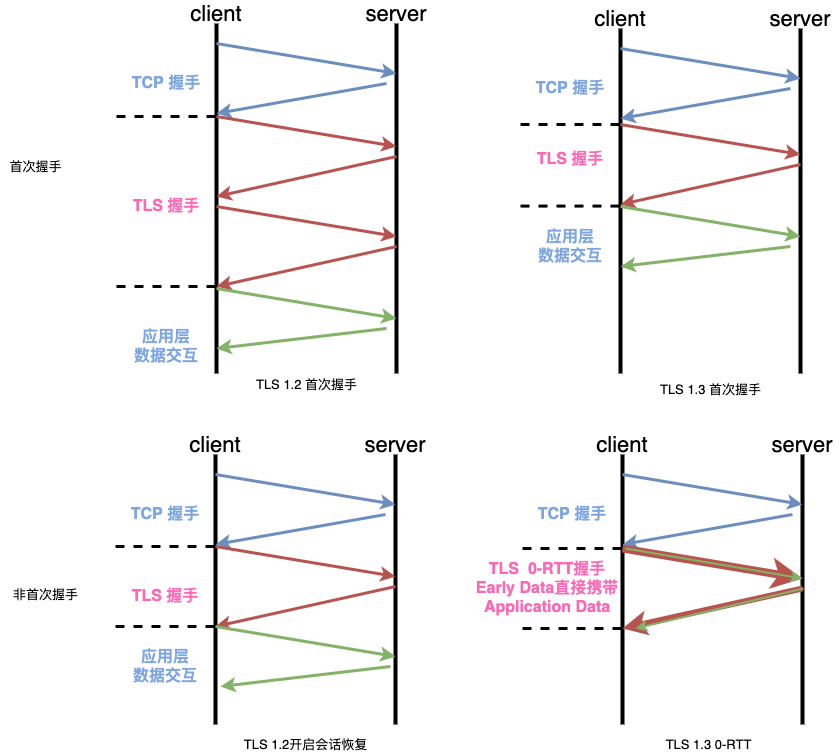 client
server
TCP 握手
首次握手
TLS 握手
应用层
数据交互
TLS 1.2 首次握手
client
server
TCP 握手
TLS 握手
应用层
数据交互
TLS 1.3 首次握手
client
server
TCP 握手
非首次握手
TLS 握手
应用层
数据交互
TLS 1.2开启会话恢复
client
server
TCP 握手
TLS 0-RTT握手
Early Data直接携带
Application Data
TLS 1.3 0-RTT